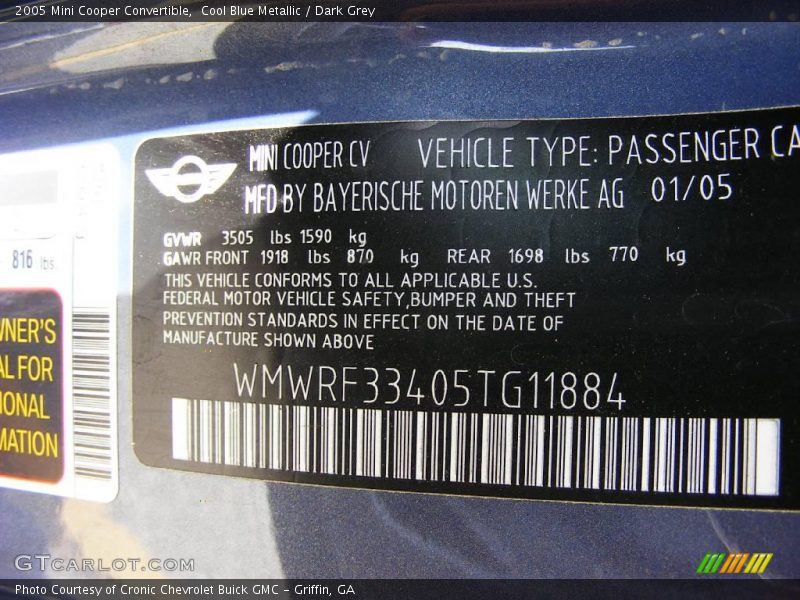 2005 Mini Cooper Convertible, Cool Blue Metallic / Dark Grey
MINI COOPER CV VEHICLE TYPE: PASSENGER CA
MFD BY BAYERISCHE MOTOREN WERKE AG 01/05
GVWR 3505 lbs 1590 kg
GAWR FRONT 1918 lbs 870 kg REAR 1698 lbs 770 kg
THIS VEHICLE CONFORMS TO ALL APPLICABLE U.S.
FEDERAL MOTOR VEHICLE SAFETY,BUMPER AND THEFT
PREVENTION STANDARDS IN EFFECT ON THE DATE OF
MANUFACTURE SHOWN ABOVE
WMWRF33405TG11884
816 lbs.
WNER'S
AL FOR
IONAL
MATION
GTCARLOT.COM
Photo Courtesy of Cronic Chevrolet Buick GMC – Griffin, GA